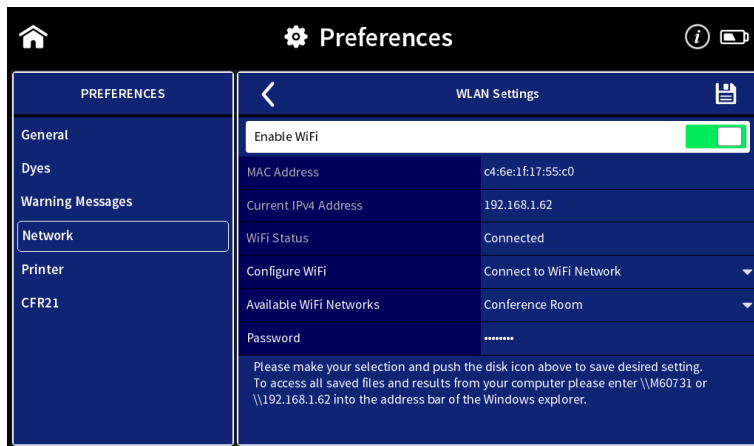 Preferences
i
PREFERENCES
General
Dyes
Warning Messages
Network
Printer
CFR21
WLAN Settings
Enable WiFi
MAC Address c4:6e:1f:17:55:c0
Current IPv4 Address 192.168.1.62
WiFi Status Connected
Configure WiFi Connect to WiFi Network
Available WiFi Networks Conference Room
Password ••••••••
Please make your selection and push the disk icon above to save desired setting.
To access all saved files and results from your computer please enter \\M60731 or
\\192.168.1.62 into the address bar of the Windows explorer.